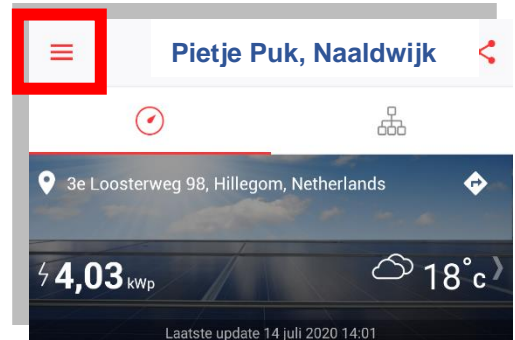 Pietje Puk, Naaldwijk
3e Loosterweg 98, Hillegom, Netherlands
4,03 kWp
18°c
Laatste update 14 juli 2020 14:01